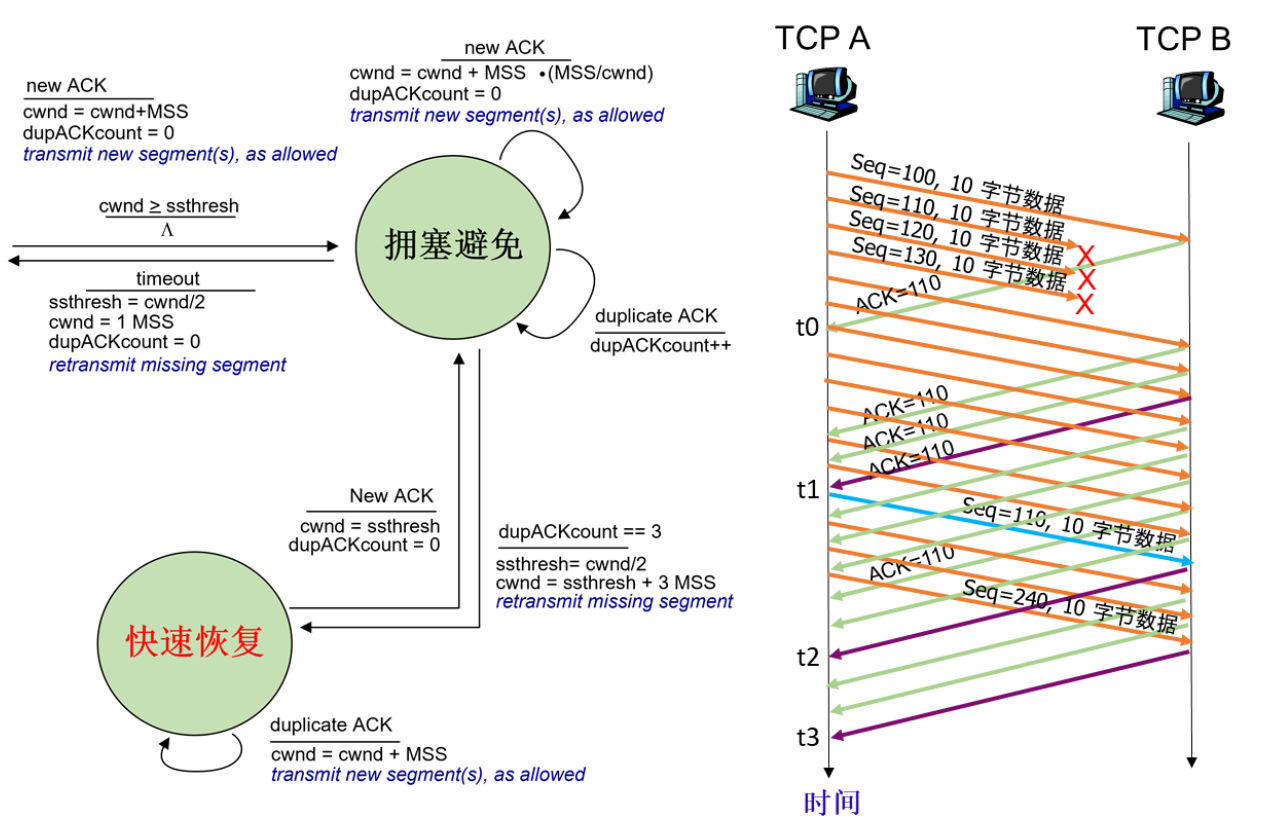 new ACK
cwnd = cwnd+MSS
dupACKcount = 0
transmit new segment(s), as allowed
new ACK
cwnd = cwnd + MSS •(MSS/cwnd)
dupACKcount = 0
transmit new segment(s), as allowed
cwnd ≥ ssthresh
Λ
timeout
ssthresh = cwnd/2
cwnd = 1 MSS
dupACKcount = 0
retransmit missing segment
拥塞避免
duplicate ACK
dupACKcount++
New ACK
cwnd = ssthresh
dupACKcount = 0
dupACKcount == 3
ssthresh= cwnd/2
cwnd = ssthresh + 3 MSS
retransmit missing segment
快速恢复
duplicate ACK
cwnd = cwnd + MSS
transmit new segment(s), as allowed
TCP A
TCP B
Seq=100, 10 字节数据
Seq=110, 10 字节数据
Seq=120, 10 字节数据
Seq=130, 10 字节数据
X
X
X
ACK=110
t0
ACK=110
ACK=110
ACK=110
t1
Seq=110, 10 字节数据
ACK=110
Seq=240, 10 字节数据
t2
t3
时间